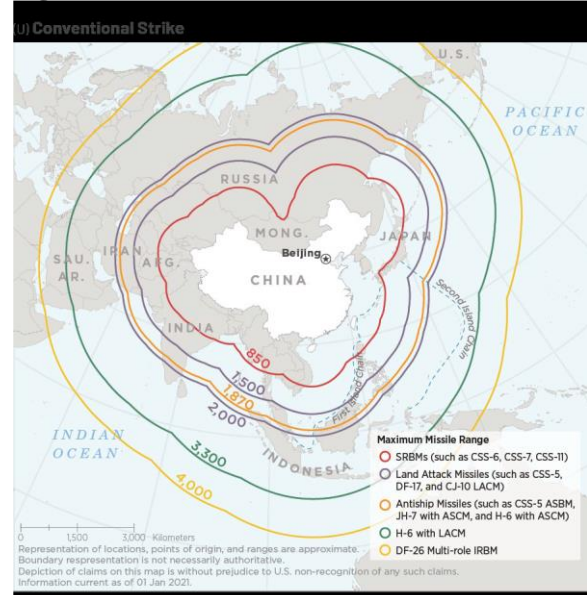 (U) Conventional Strike
U.S.
PACIFIC
OCEAN
RUSSIA
MONG.
Beijing
JAPAN
CHINA
SAU.
AR.
IRAN
AFG.
INDIA
Second Island Chain
First Island Chain
850
1,500
1,870
2,000
3,300
4,000
INDIAN
OCEAN
INDONESIA
Maximum Missile Range
SRBMs (such as CSS-6, CSS-7, CSS-11)
Land Attack Missiles (such as CSS-5,
DF-17, and CJ-10 LACM)
Antiship Missiles (such as CSS-5 ASBM,
JH-7 with ASCM, and H-6 with ASCM)
H-6 with LACM
DF-26 Multi-role IRBM
0 1,500 3,000 Kilometers
Representation of locations, points of origin, and ranges are approximate.
Boundary respresentation is not necessarily authoritative.
Depiction of claims on this map is without prejudice to U.S. non-recognition of any such claims.
Information current as of 01 Jan 2021.